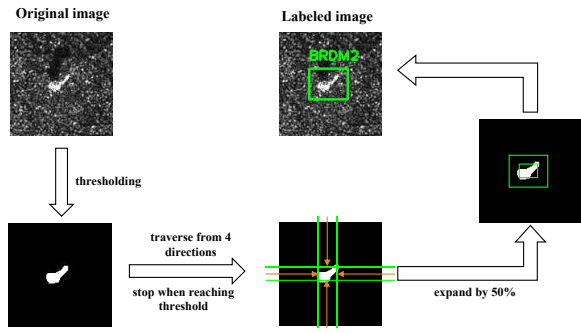 Original image
Labeled image
BRDM2
thresholding
traverse from 4
directions
stop when reaching
threshold
expand by 50%